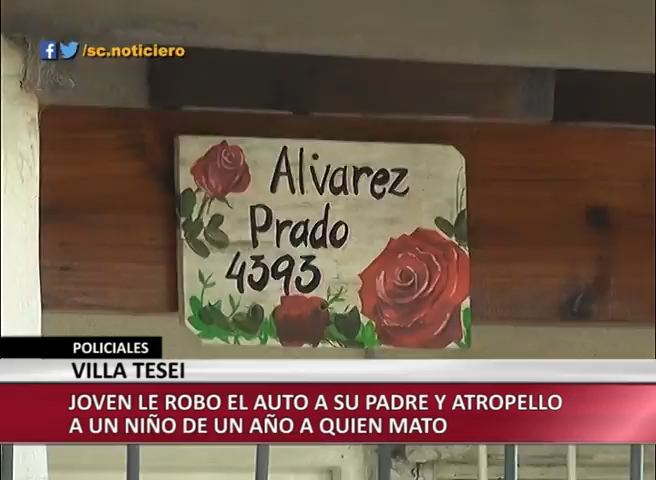 /sc.noticiero
Alvarez
Prado
4393
POLICIALES
VILLA TESEI
JOVEN LE ROBO EL AUTO A SU PADRE Y ATROPELLO
A UN NIÑO DE UN AÑO A QUIEN MATO